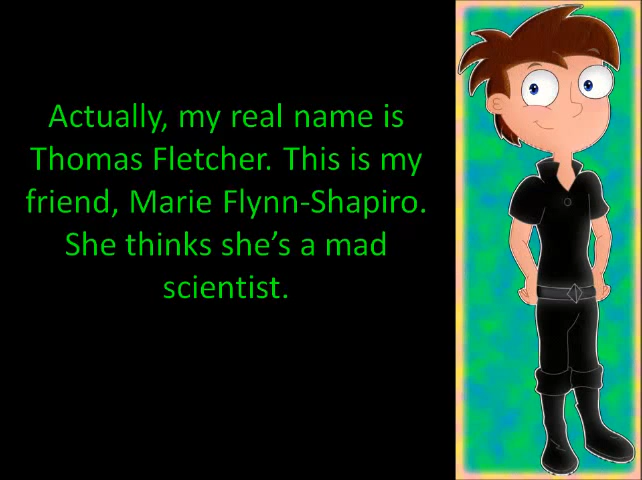 Actually, my real name is
Thomas Fletcher. This is my
friend, Marie Flynn-Shapiro.
She thinks she’s a mad
scientist.